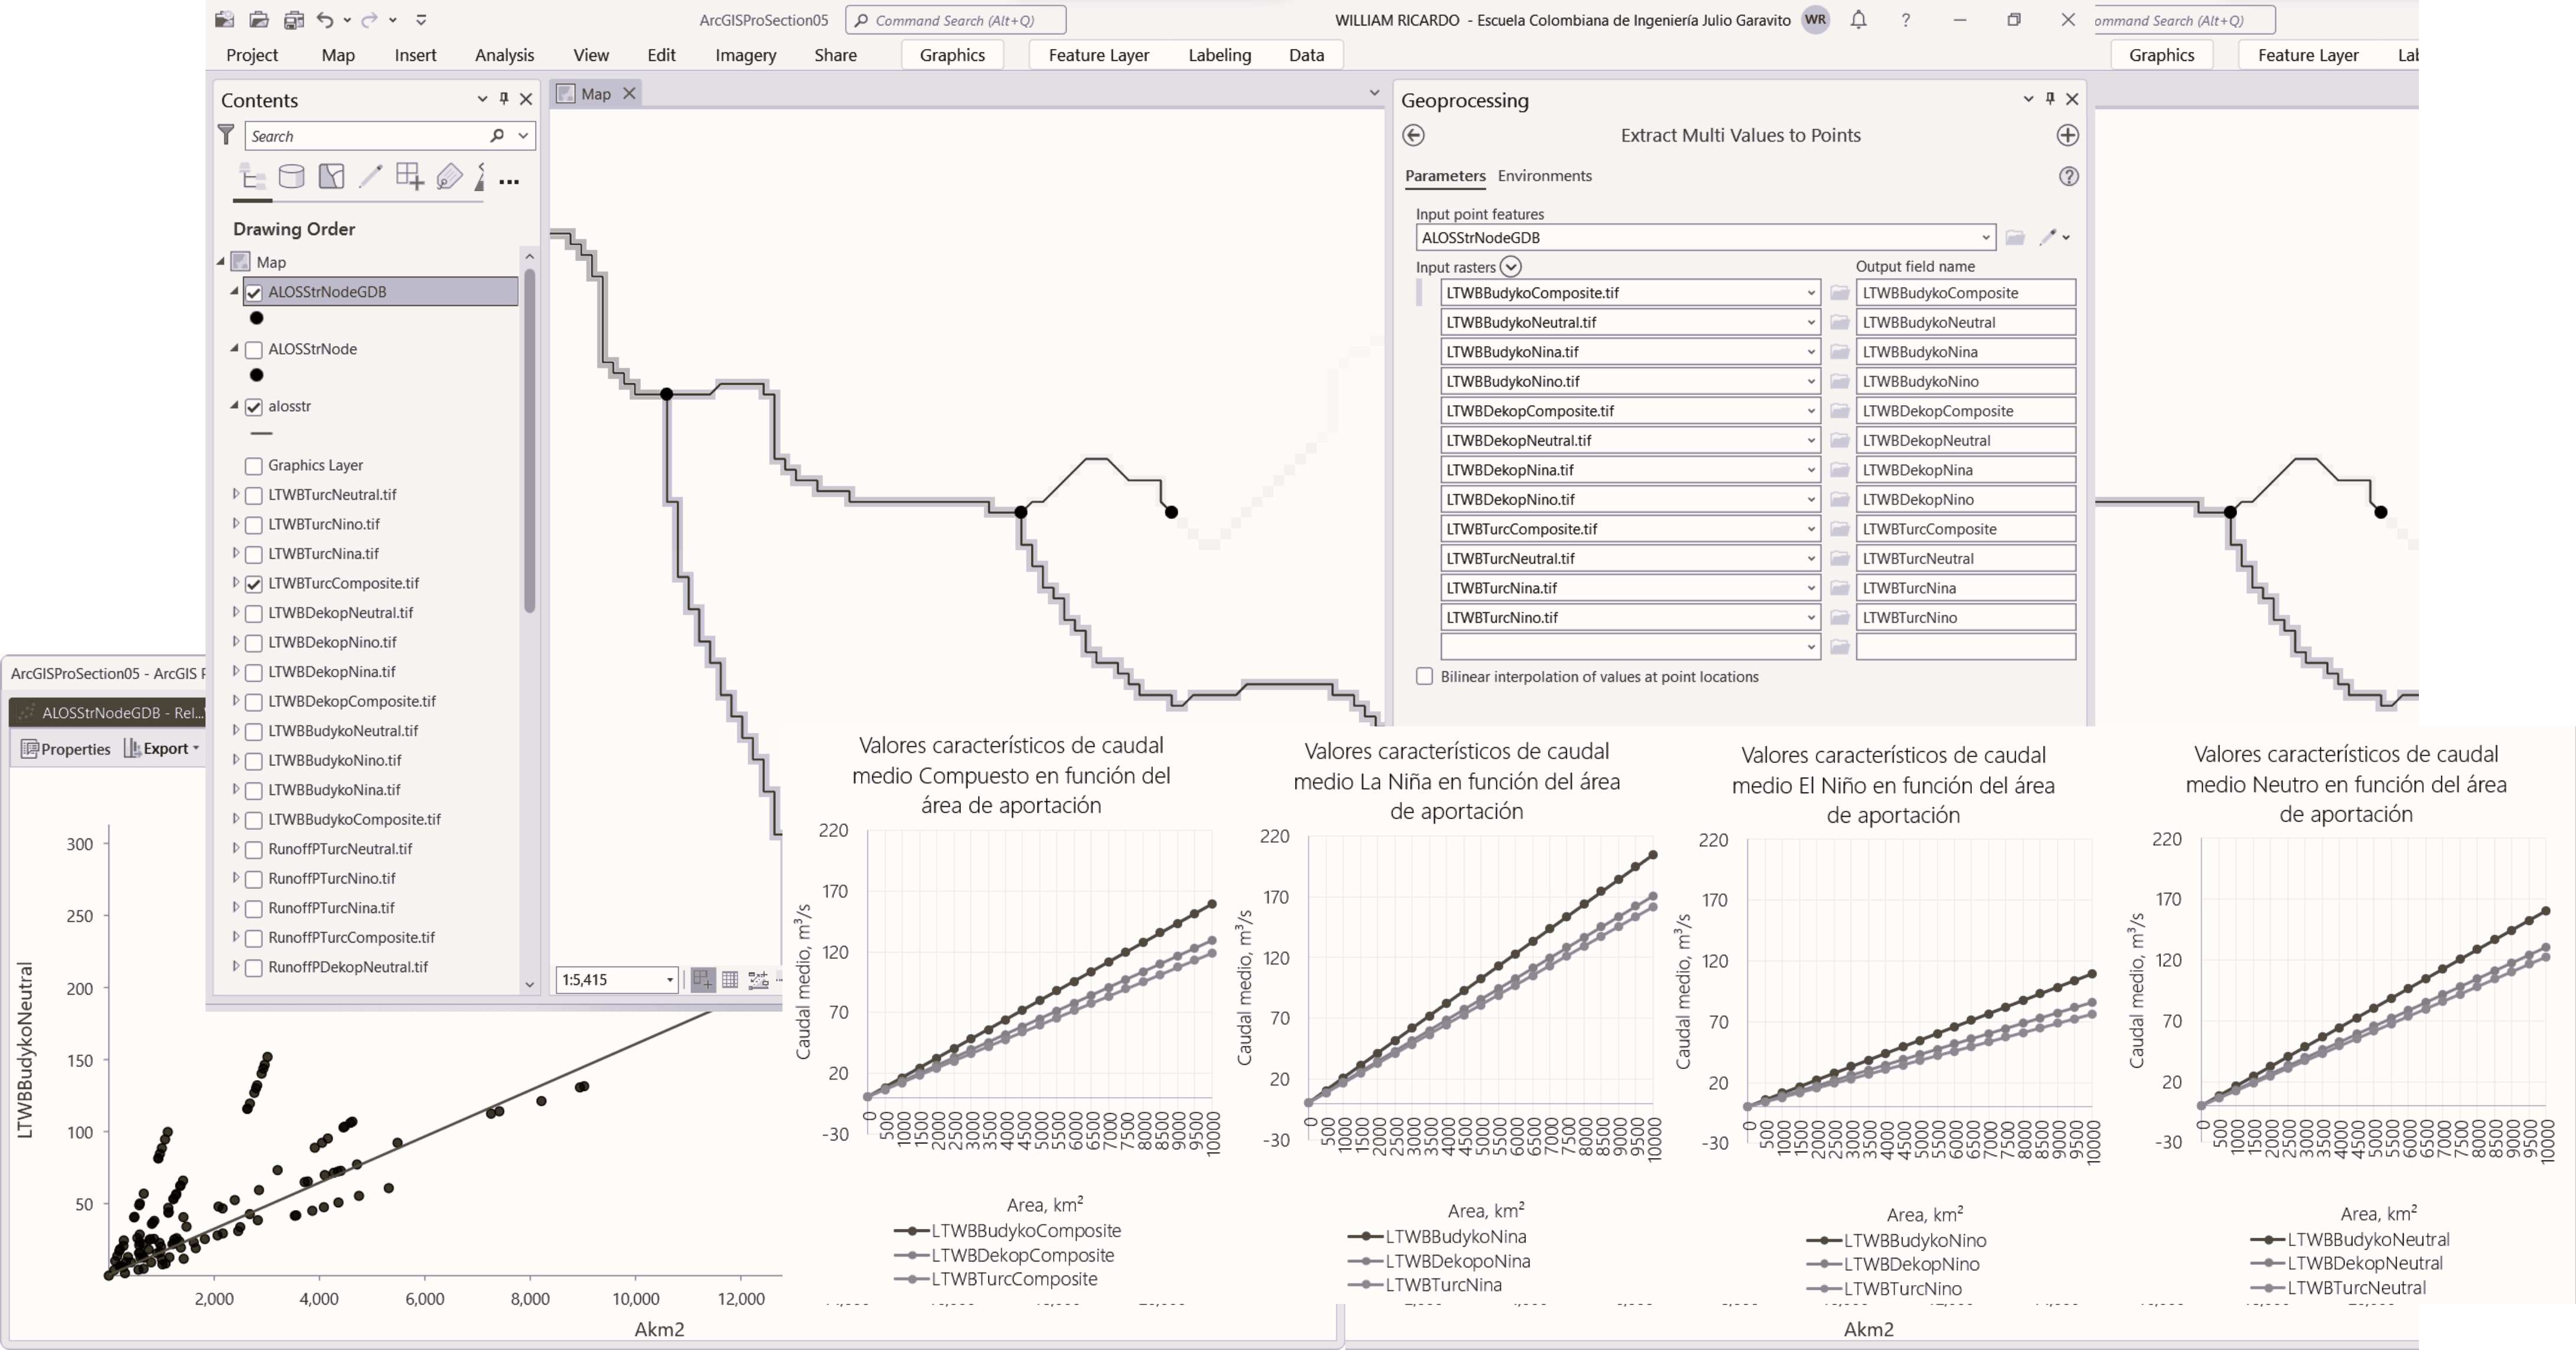 ArcGISProSection05
Command Search (Alt+Q)
WILLIAM RICARDO - Escuela Colombiana de Ingeniería Julio Garavito
WR
?
Project Map Insert Analysis View Edit Imagery Share Graphics Feature Layer Labeling Data
Contents
Search
Drawing Order
Map
ALOSStrNodeGDB
ALOSStrNode
alosstr
Graphics Layer
LTWBTurcNeutral.tif
LTWBTurcNino.tif
LTWBTurcNina.tif
LTWBTurcComposite.tif
LTWBDekopNeutral.tif
LTWBDekopNino.tif
LTWBDekopNina.tif
LTWBDekopComposite.tif
LTWBBudykoNeutral.tif
LTWBBudykoNino.tif
LTWBBudykoNina.tif
LTWBBudykoComposite.tif
RunoffPTurcNeutral.tif
RunoffPTurcNino.tif
RunoffPTurcNina.tif
RunoffPTurcComposite.tif
RunoffPDekopNeutral.tif
Map
1:5,415
Geoprocessing
Extract Multi Values to Points
Parameters Environments
?
Input point features
ALOSStrNodeGDB
Input rasters Output field name
LTWBBudykoComposite.tif LTWBBudykoComposite
LTWBBudykoNeutral.tif LTWBBudykoNeutral
LTWBBudykoNina.tif LTWBBudykoNina
LTWBBudykoNino.tif LTWBBudykoNino
LTWBDekopComposite.tif LTWBDekopComposite
LTWBDekopNeutral.tif LTWBDekopNeutral
LTWBDekopNina.tif LTWBDekopNina
LTWBDekopNino.tif LTWBDekopNino
LTWBTurcComposite.tif LTWBTurcComposite
LTWBTurcNeutral.tif LTWBTurcNeutral
LTWBTurcNina.tif LTWBTurcNina
LTWBTurcNino.tif LTWBTurcNino
Bilinear interpolation of values at point locations
ommand Search (Alt+Q)
Graphics Feature Layer
ArcGISProSection05 - ArcGIS
ALOSStrNodeGDB - Rel...
Properties Export
LTWBBudykoNeutral
300
250
200
150
100
50
2,000 4,000 6,000 8,000 10,000 12,000
Akm2
Akm2
Valores característicos de caudal
medio Compuesto en función del
área de aportación
Caudal medio, m³/s
220
170
120
70
20
-30
0 500 1000 1500 2000 2500 3000 3500 4000 4500 5000 5500 6000 6500 7000 7500 8000 8500 9000 9500 10000
Area, km²
LTWBBudykoComposite
LTWBDekopComposite
LTWBTurcComposite
Valores característicos de caudal
medio La Niña en función del área
de aportación
Caudal medio, m³/s
220
170
120
70
20
-30
0 500 1000 1500 2000 2500 3000 3500 4000 4500 5000 5500 6000 6500 7000 7500 8000 8500 9000 9500 10000
Area, km²
LTWBBudykoNina
LTWBDekopoNina
LTWBTurcNina
Valores característicos de caudal
medio El Niño en función del área
de aportación
Caudal medio, m³/s
220
170
120
70
20
-30
0 500 1000 1500 2000 2500 3000 3500 4000 4500 5000 5500 6000 6500 7000 7500 8000 8500 9000 9500 10000
Area, km²
LTWBBudykoNino
LTWBDekopNino
LTWBTurcNino
Valores característicos de caudal
medio Neutro en función del área
de aportación
Caudal medio, m³/s
220
170
120
70
20
-30
0 500 1000 1500 2000 2500 3000 3500 4000 4500 5000 5500 6000 6500 7000 7500 8000 8500 9000 9500 10000
Area, km²
LTWBBudykoNeutral
LTWBDekopNeutral
LTWBTurcNeutral